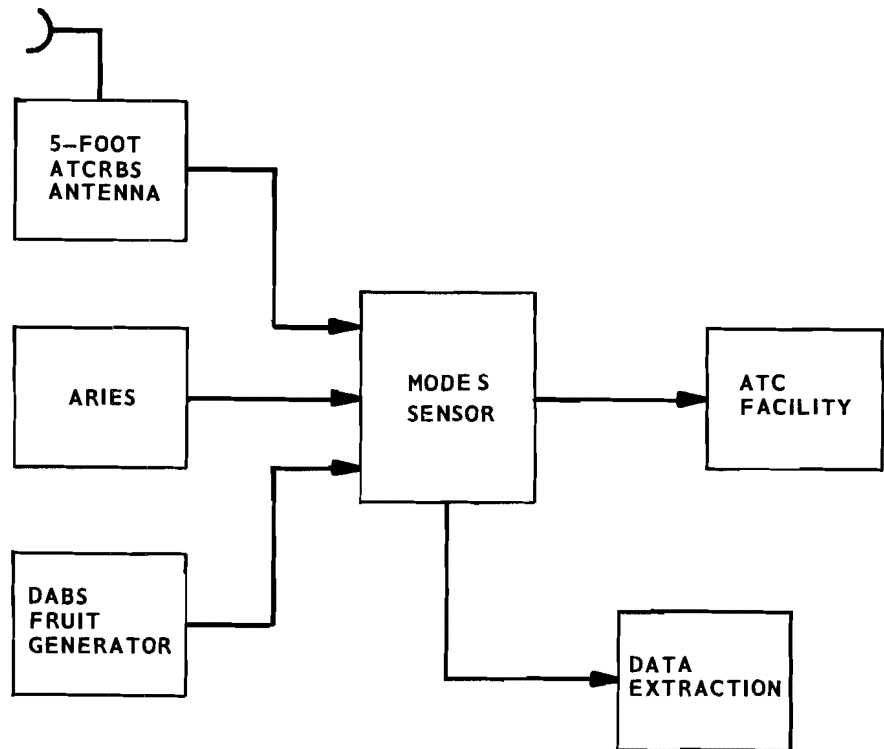 5-FOOT
ATCRBS
ANTENNA
ARIES
MODE S
SENSOR
ATC
FACILITY
DABS
FRUIT
GENERATOR
DATA
EXTRACTION